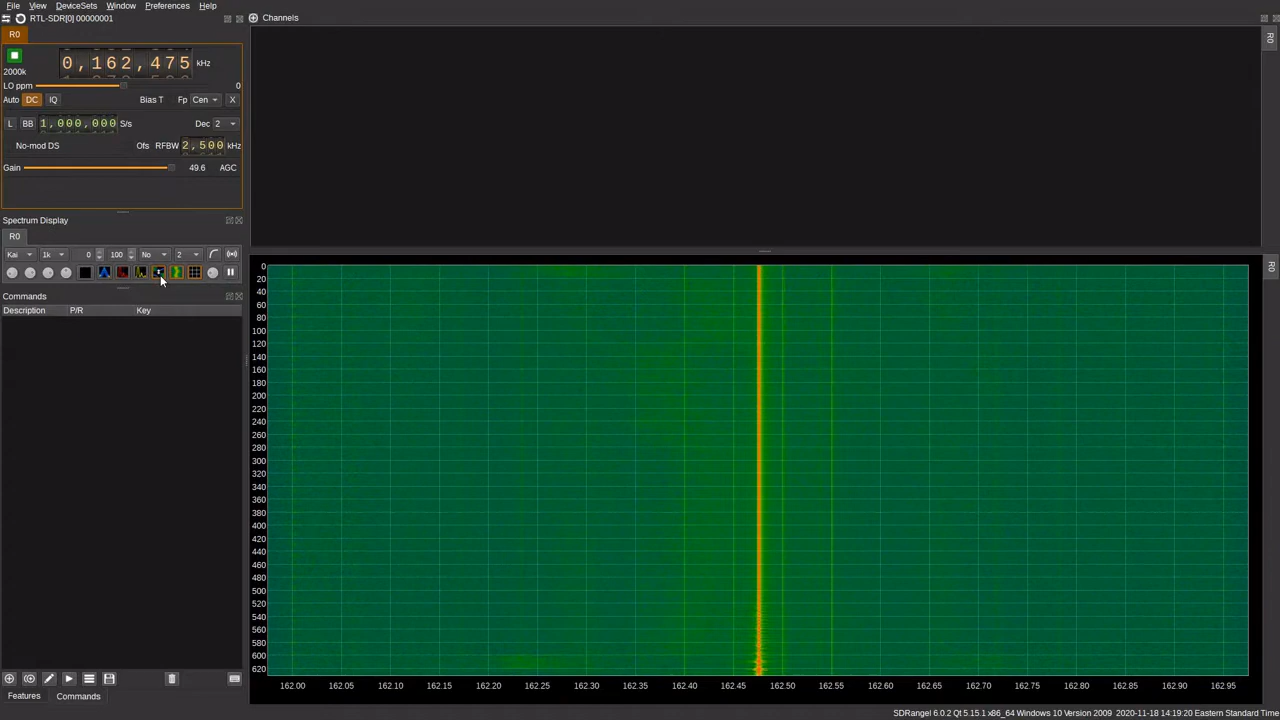 File View DeviceSets Window Preferences Help
RTL-SDR[0] 00000001
Channels
R0
R0
0,162,475 kHz
2000k
LO ppm 0
Auto DC IQ Bias T Fp Cen X
L BB 1,000,000 S/s Dec 2
No-mod DS Ofs RFBW 2,500 kHz
Gain 49.6 AGC
Spectrum Display
R0
Kai 1k 0 100 No 2
R0
Commands
Description P/R Key
0
20
40
60
80
100
120
140
160
180
200
220
240
260
280
300
320
340
360
380
400
420
440
460
480
500
520
540
560
580
600
620
162.00 162.05 162.10 162.15 162.20 162.25 162.30 162.35 162.40 162.45 162.50 162.55 162.60 162.65 162.70 162.75 162.80 162.85 162.90 162.95
Features Commands
SDRangel 6.0.2 Qt 5.15.1 x86_64 Windows 10 Version 2009 2020-11-18 14:19:20 Eastern Standard Time